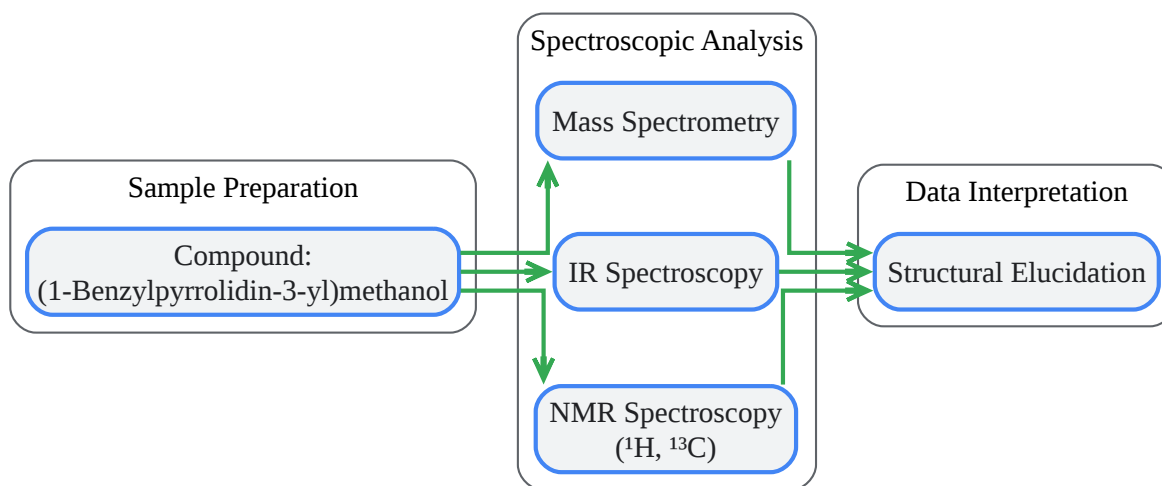 Sample Preparation
Compound:
(1-Benzylpyrrolidin-3-yl)methanol
Spectroscopic Analysis
Mass Spectrometry
IR Spectroscopy
NMR Spectroscopy
(¹H, ¹³C)
Data Interpretation
Structural Elucidation